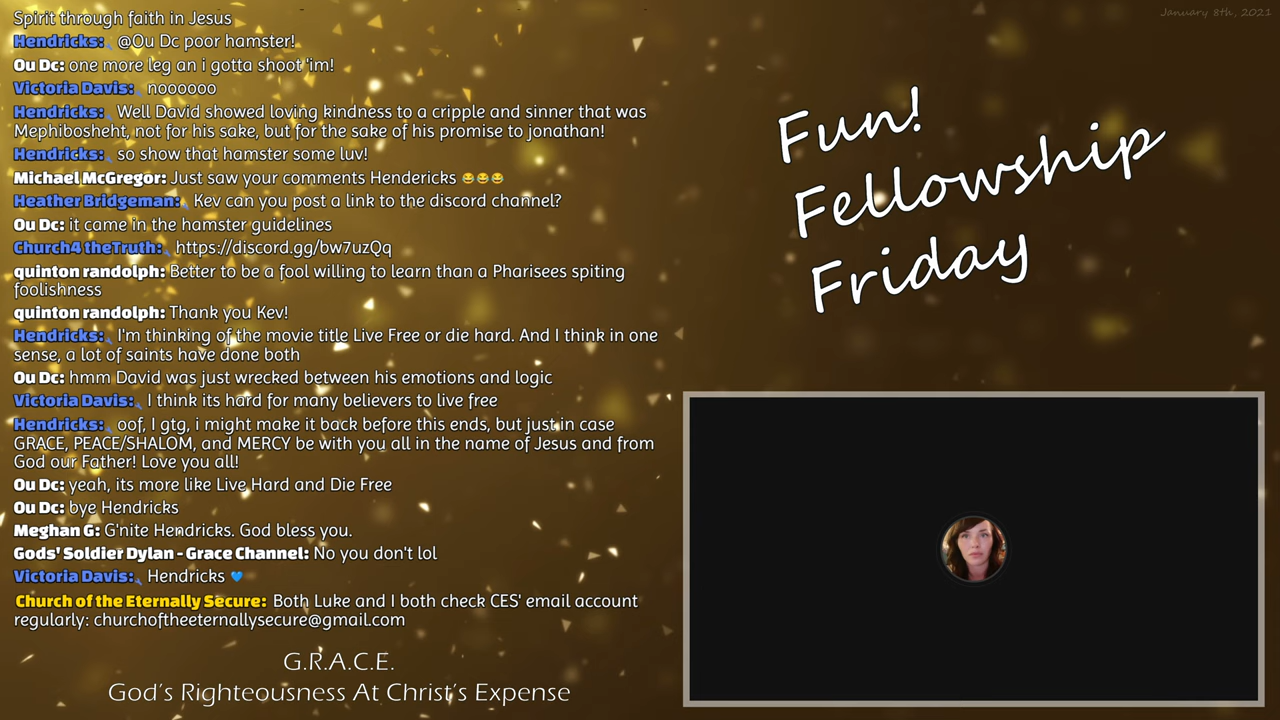 Spirit through faith in Jesus
Hendricks: @Ou Dc poor hamster!
Ou Dc: one more leg an i gotta shoot 'im!
Victoria Davis: noooooo
Hendricks: Well David showed loving kindness to a cripple and sinner that was
Mephibosheht, not for his sake, but for the sake of his promise to jonathan!
Hendricks: so show that hamster some luv!
Michael McGregor: Just saw your comments Hendericks 😂😂😂
Heather Bridgeman: Kev can you post a link to the discord channel?
Ou Dc: it came in the hamster guidelines
Church4 theTruth: https://discord.gg/bw7uzQq
quinton randolph: Better to be a fool willing to learn than a Pharisees spiting
foolishness
quinton randolph: Thank you Kev!
Hendricks: I'm thinking of the movie title Live Free or die hard. And I think in one
sense, a lot of saints have done both
Ou Dc: hmm David was just wrecked between his emotions and logic
Victoria Davis: I think its hard for many believers to live free
Hendricks: oof, I gtg, i might make it back before this ends, but just in case
GRACE, PEACE/SHALOM, and MERCY be with you all in the name of Jesus and from
God our Father! Love you all!
Ou Dc: yeah, its more like Live Hard and Die Free
Ou Dc: bye Hendricks
Meghan G: G'nite Hendricks. God bless you.
Gods' Soldier Dylan - Grace Channel: No you don't lol
Victoria Davis: Hendricks 💙
Church of the Eternally Secure: Both Luke and I both check CES' email account
regularly: churchoftheeternallysecure@gmail.com
G.R.A.C.E.
God's Righteousness At Christ's Expense
January 8th, 2021
Fun!
Fellowship
Friday